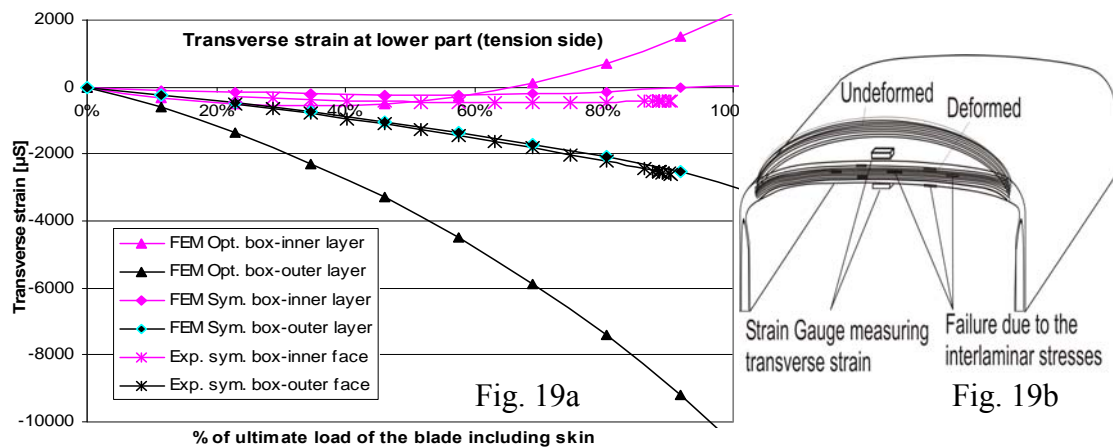 Transverse strain at lower part (tension side)
2000
0
-2000
-4000
-6000
-8000
-10000
Transverse strain [µS]
0%
20%
40%
60%
80%
100
% of ultimate load of the blade including skin
FEM Opt. box-inner layer
FEM Opt. box-outer layer
FEM Sym. box-inner layer
FEM Sym. box-outer layer
Exp. sym. box-inner face
Exp. sym. box-outer face
Fig. 19a
Undeformed
Deformed
Strain Gauge measuring
transverse strain
Failure due to the
interlaminar stresses
Fig. 19b